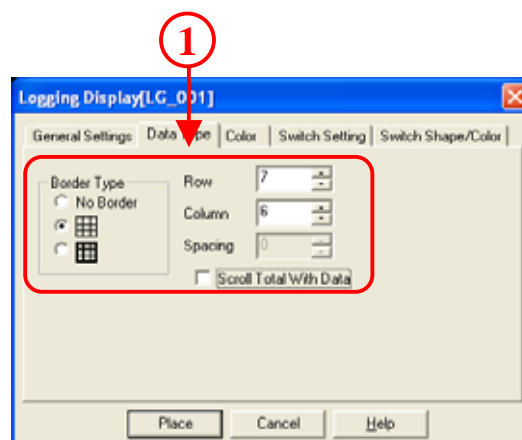 1
Logging Display[LG_001]
General Settings Data Type Color Switch Setting Switch Shape/Color
Border Type
No Border
Row 7
Column 6
Spacing 0
Scroll Total With Data
Place Cancel Help